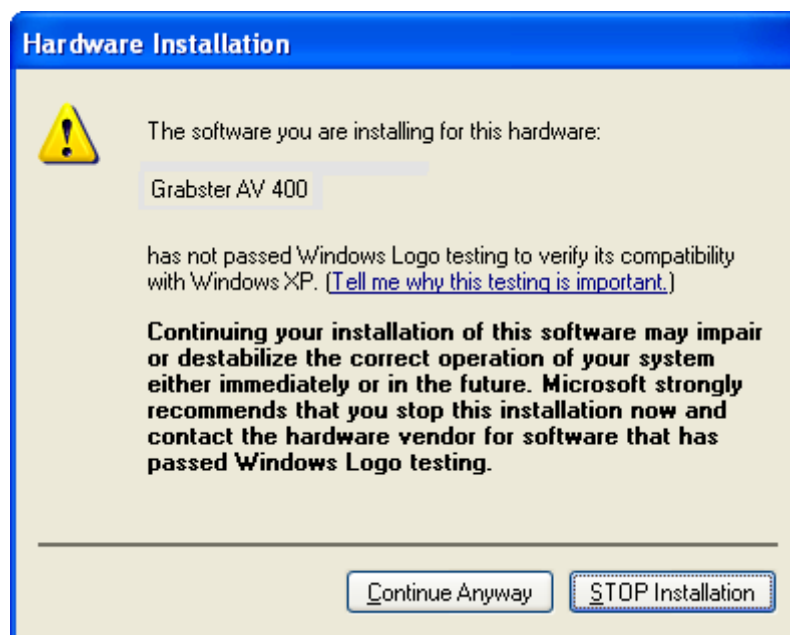 Hardware Installation
The software you are installing for this hardware:
Grabster AV 400
has not passed Windows Logo testing to verify its compatibility
with Windows XP. (Tell me why this testing is important.)
Continuing your installation of this software may impair
or destabilize the correct operation of your system
either immediately or in the future. Microsoft strongly
recommends that you stop this installation now and
contact the hardware vendor for software that has
passed Windows Logo testing.
Continue Anyway STOP Installation